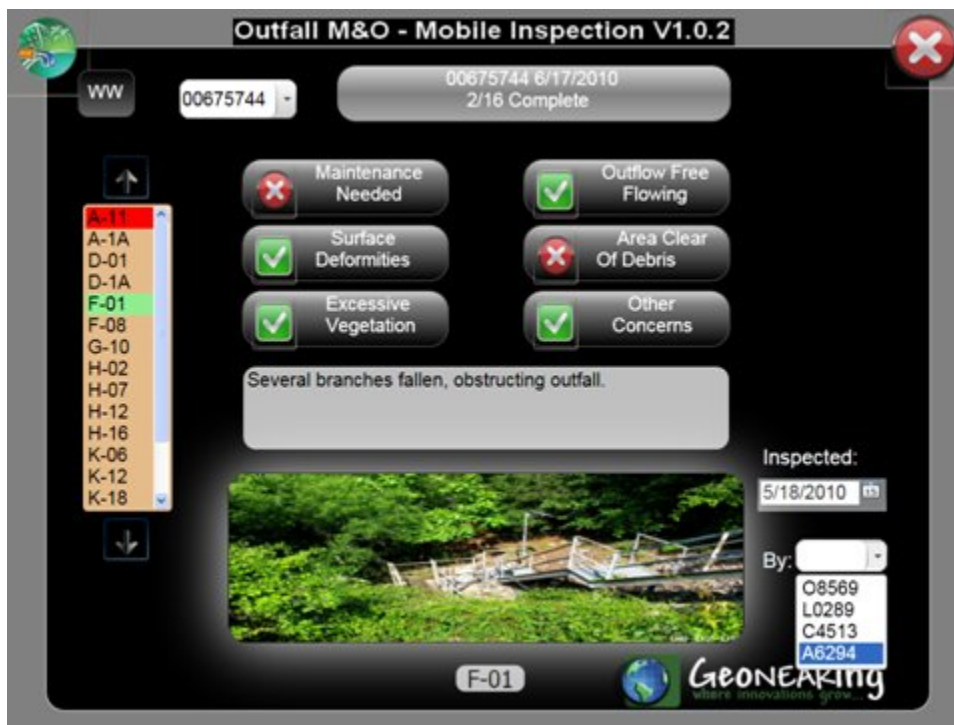 Outfall M&O - Mobile Inspection V1.0.2
WW
00675744
00675744 6/17/2010
2/16 Complete
Maintenance
Needed
Outflow Free
Flowing
Surface
Deformities
Area Clear
Of Debris
Excessive
Vegetation
Other
Concerns
A-11
A-1A
D-01
D-1A
F-01
F-08
G-10
H-02
H-07
H-12
H-16
K-06
K-12
K-18
Several branches fallen, obstructing outfall.
Inspected:
5/18/2010
15
By:
O8569
L0289
C4513
A6294
F-01
GEONEARING
where innovations grow...